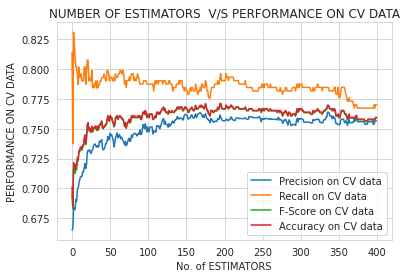 NUMBER OF ESTIMATORS V/S PERFORMANCE ON CV DATA
PERFORMANCE ON CV DATA
0.825
0.800
0.775
0.750
0.725
0.700
0.675
Precision on CV data
Recall on CV data
F-Score on CV data
Accuracy on CV data
0 50 100 150 200 250 300 350 400
No. of ESTIMATORS